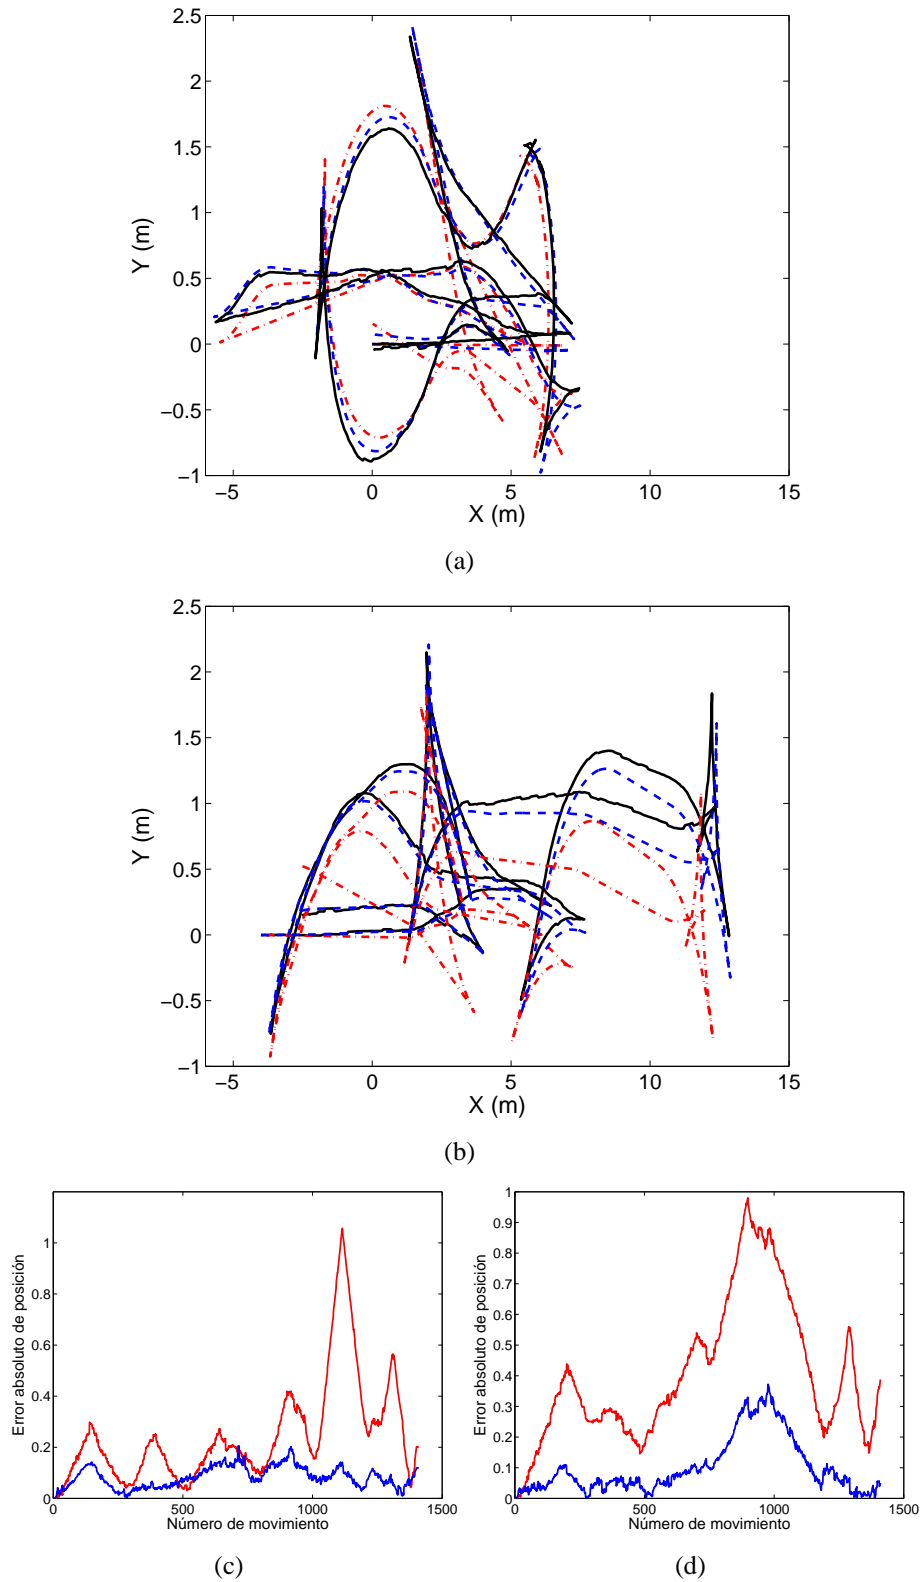 2.5
2
1.5
1
0.5
0
−0.5
−1
−5 0 5 10 15
Y (m)
X (m)
(a)
2.5
2
1.5
1
0.5
0
−0.5
−1
−5 0 5 10 15
Y (m)
X (m)
(b)
1
0.8
0.6
0.4
0.2
0
0 500 1000 1500
Error absoluto de posición
Número de movimiento
(c)
1
0.9
0.8
0.7
0.6
0.5
0.4
0.3
0.2
0.1
0
0 500 1000 1500
Error absoluto de posición
Número de movimiento
(d)